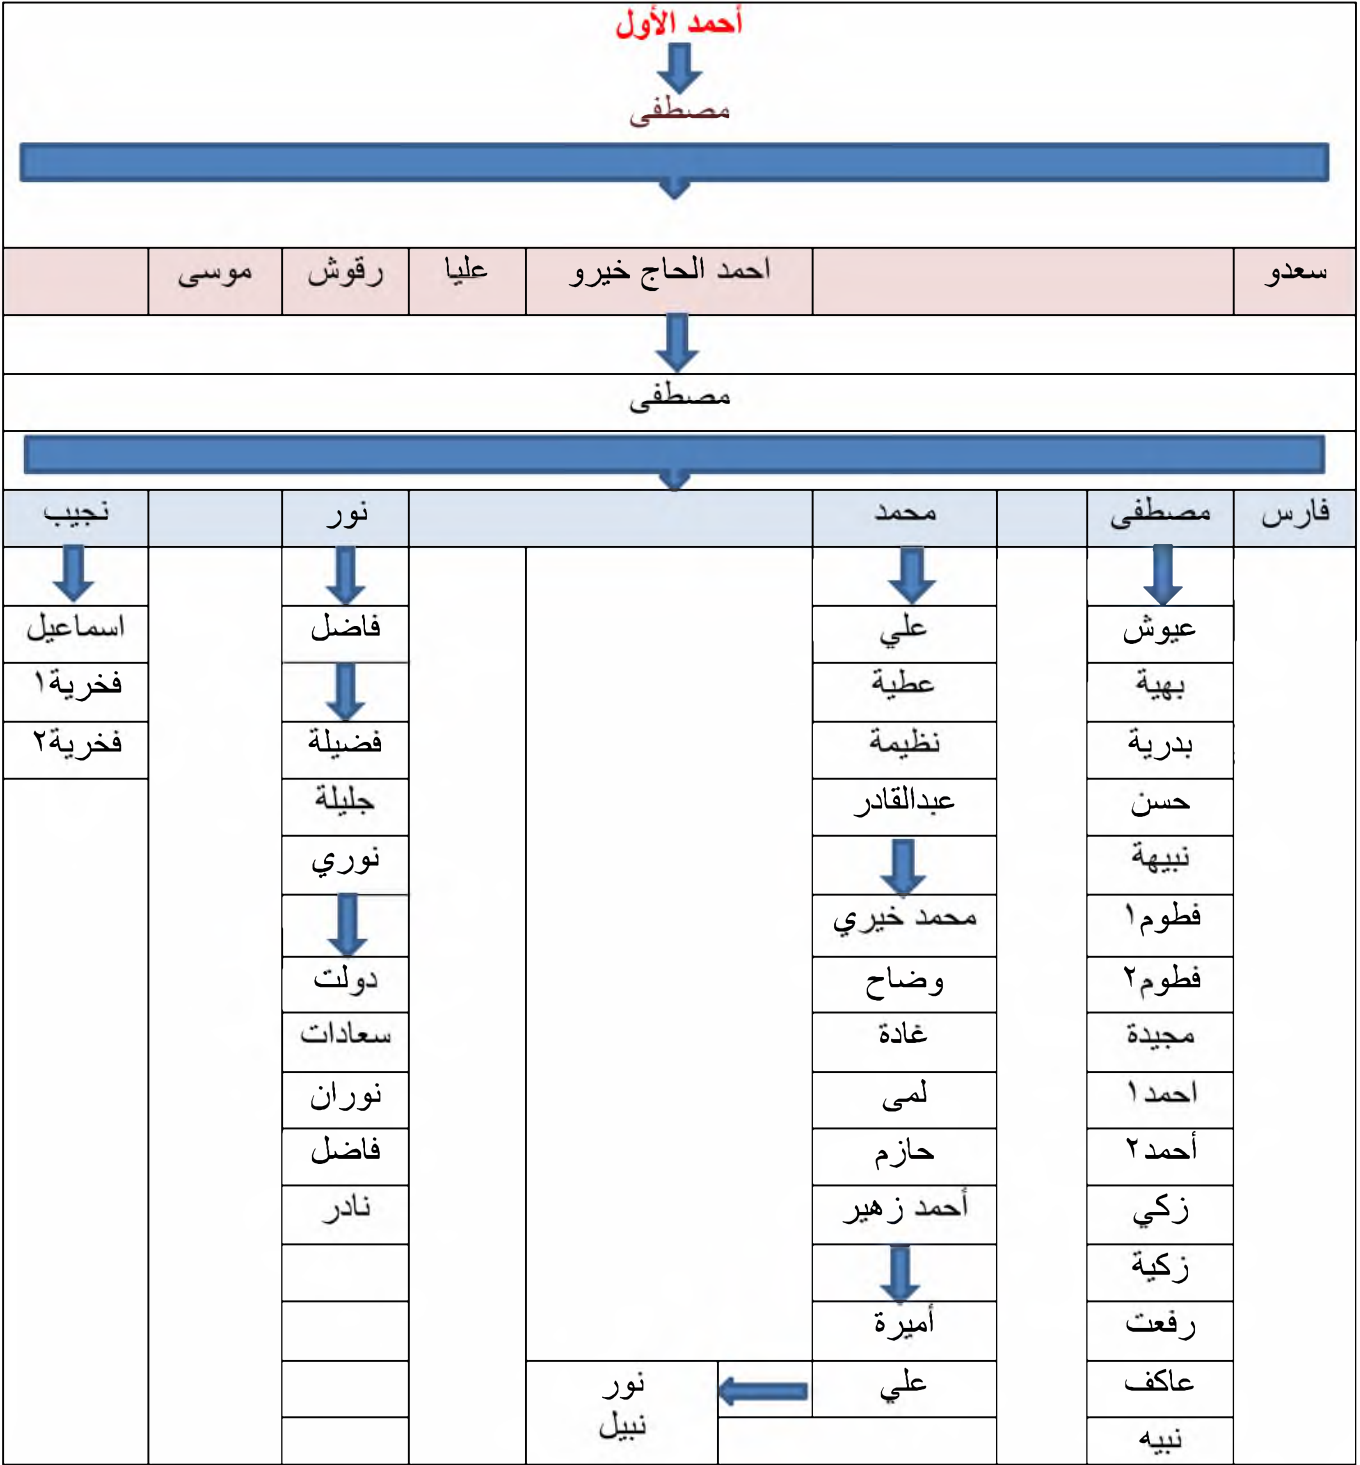 أحمد الأول
مصطفى
سعدو احمد الحاج خيرو عليا رقوش موسى
مصطفى
فارس مصطفى محمد نور نجيب
عيوش علي فاضل اسماعيل
بهية عطية فخرية١
بدرية نظيمة فضيلة فخرية٢
حسن عبدالقادر جليلة
نبيهة نوري
فطوم١ محمد خيري
فطوم٢ وضاح دولت
مجيدة غادة سعادات
احمد١ لمى نوران
أحمد٢ حازم فاضل
زكي أحمد زهير نادر
زكية
رفعت أميرة
عاكف علي نور
نبيه نبيل